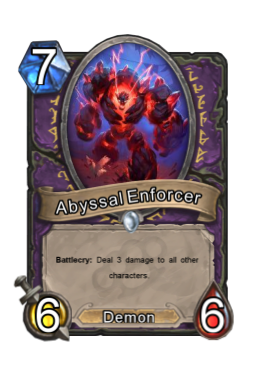 7
Abyssal Enforcer
Battlecry: Deal 3 damage to all other
characters.
6
Demon
6